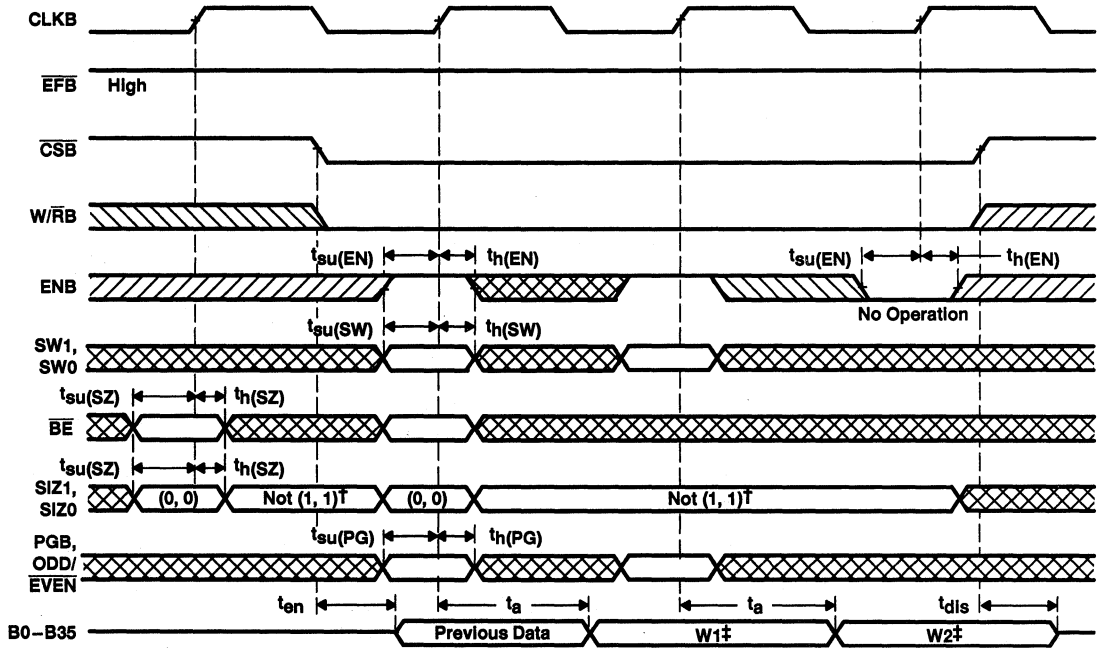 CLKB
EFB High
CSB
W/RB
tsu(EN) th(EN) tsu(EN) th(EN)
ENB
No Operation
tsu(SW) th(SW)
SW1,
SW0
tsu(SZ) th(SZ)
BE
tsu(SZ) th(SZ)
SIZ1,
SIZ0
(0, 0) Not (1, 1)† (0, 0) Not (1, 1)†
tsu(PG) th(PG)
PGB,
ODD/
EVEN
ten ta ta tdis
B0–B35 Previous Data W1‡ W2‡